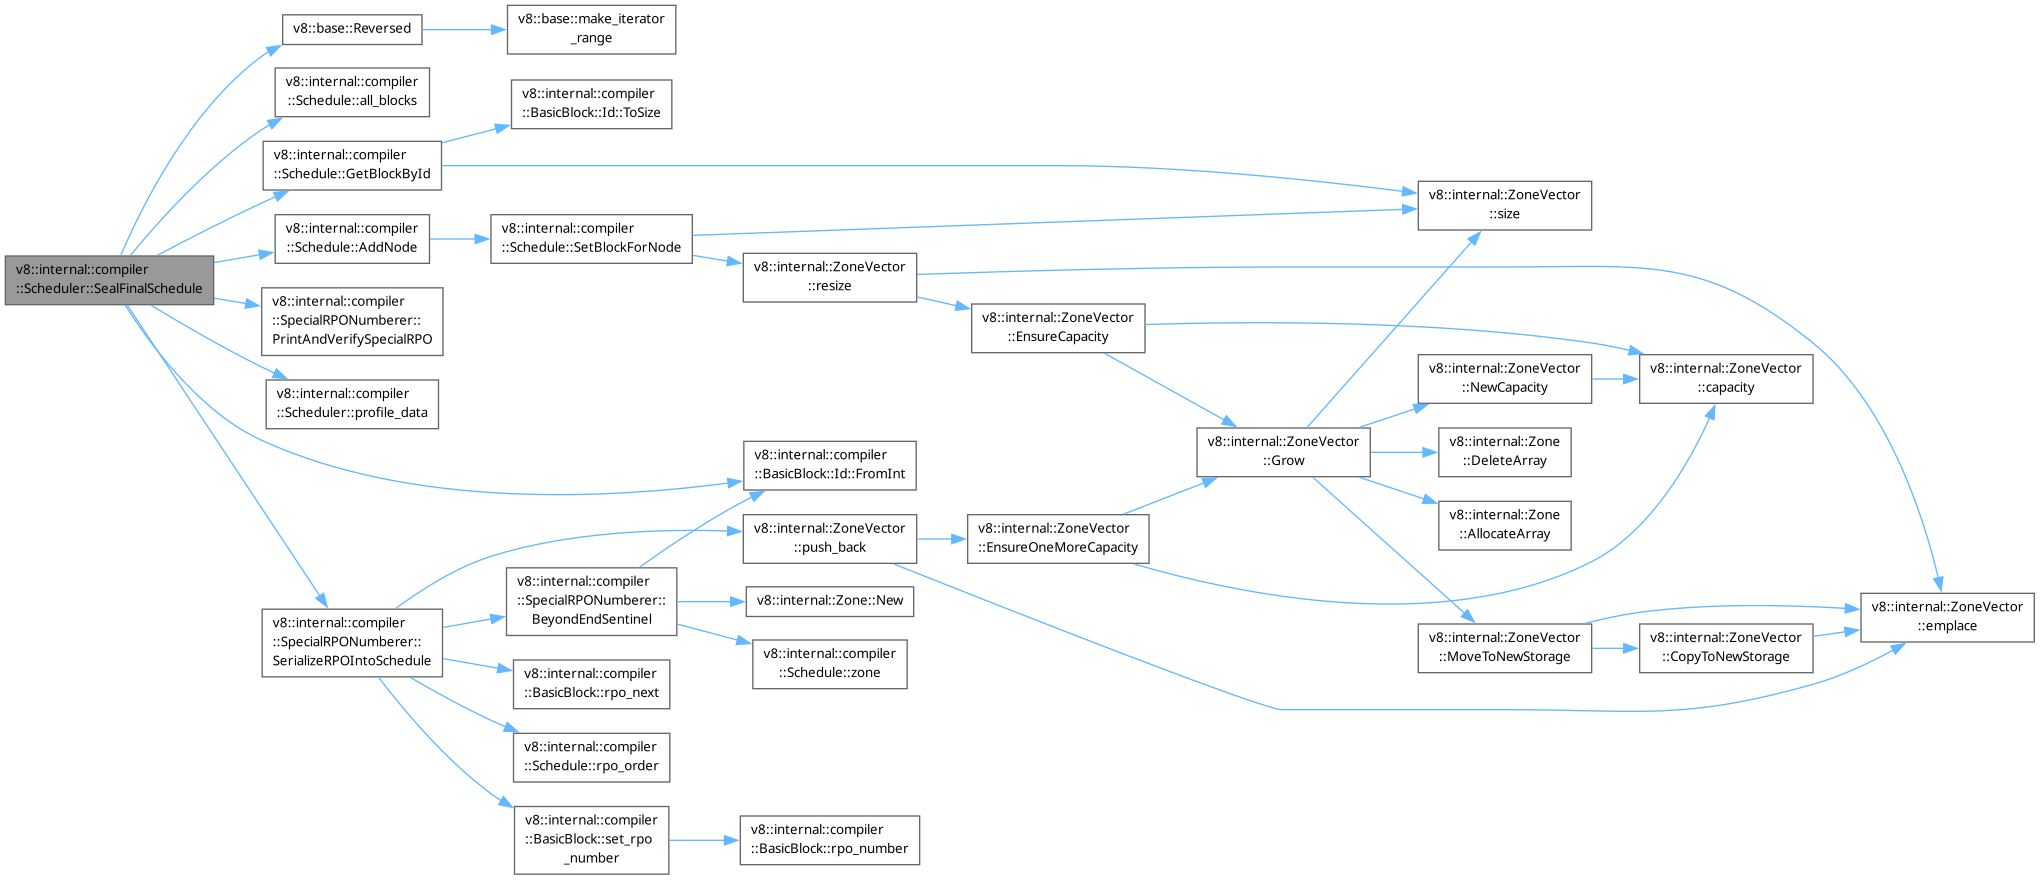 v8::internal::compiler
::Scheduler::SealFinalSchedule
v8::base::Reversed
v8::base::make_iterator
_range
v8::internal::compiler
::Schedule::all_blocks
v8::internal::compiler
::Schedule::GetBlockById
v8::internal::compiler
::BasicBlock::Id::ToSize
v8::internal::ZoneVector
::size
v8::internal::compiler
::Schedule::AddNode
v8::internal::compiler
::Schedule::SetBlockForNode
v8::internal::ZoneVector
::resize
v8::internal::ZoneVector
::EnsureCapacity
v8::internal::ZoneVector
::capacity
v8::internal::ZoneVector
::Grow
v8::internal::ZoneVector
::NewCapacity
v8::internal::Zone
::DeleteArray
v8::internal::Zone
::AllocateArray
v8::internal::ZoneVector
::MoveToNewStorage
v8::internal::ZoneVector
::CopyToNewStorage
v8::internal::ZoneVector
::emplace
v8::internal::compiler
::SpecialRPONumberer::
PrintAndVerifySpecialRPO
v8::internal::compiler
::Scheduler::profile_data
v8::internal::compiler
::BasicBlock::Id::FromInt
v8::internal::compiler
::SpecialRPONumberer::
SerializeRPOIntoSchedule
v8::internal::ZoneVector
::push_back
v8::internal::ZoneVector
::EnsureOneMoreCapacity
v8::internal::compiler
::SpecialRPONumberer::
BeyondEndSentinel
v8::internal::Zone::New
v8::internal::compiler
::Schedule::zone
v8::internal::compiler
::BasicBlock::rpo_next
v8::internal::compiler
::Schedule::rpo_order
v8::internal::compiler
::BasicBlock::set_rpo
_number
v8::internal::compiler
::BasicBlock::rpo_number